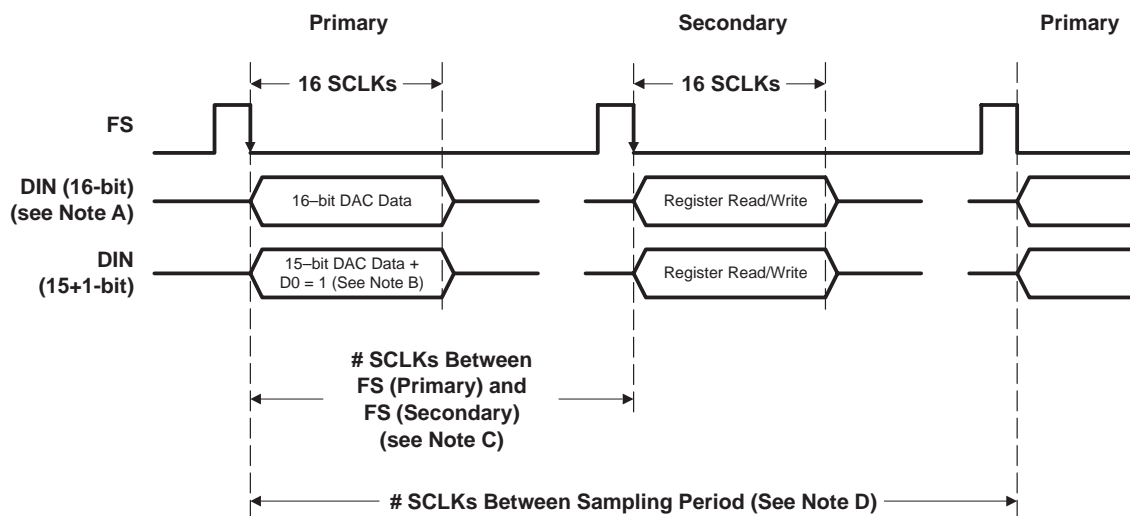 Primary
Secondary
Primary
16 SCLKs
16 SCLKs
FS
DIN (16-bit)
(see Note A)
16–bit DAC Data
Register Read/Write
DIN
(15+1-bit)
15–bit DAC Data +
D0 = 1 (See Note B)
Register Read/Write
# SCLKs Between
FS (Primary) and
FS (Secondary)
(see Note C)
# SCLKs Between Sampling Period (See Note D)